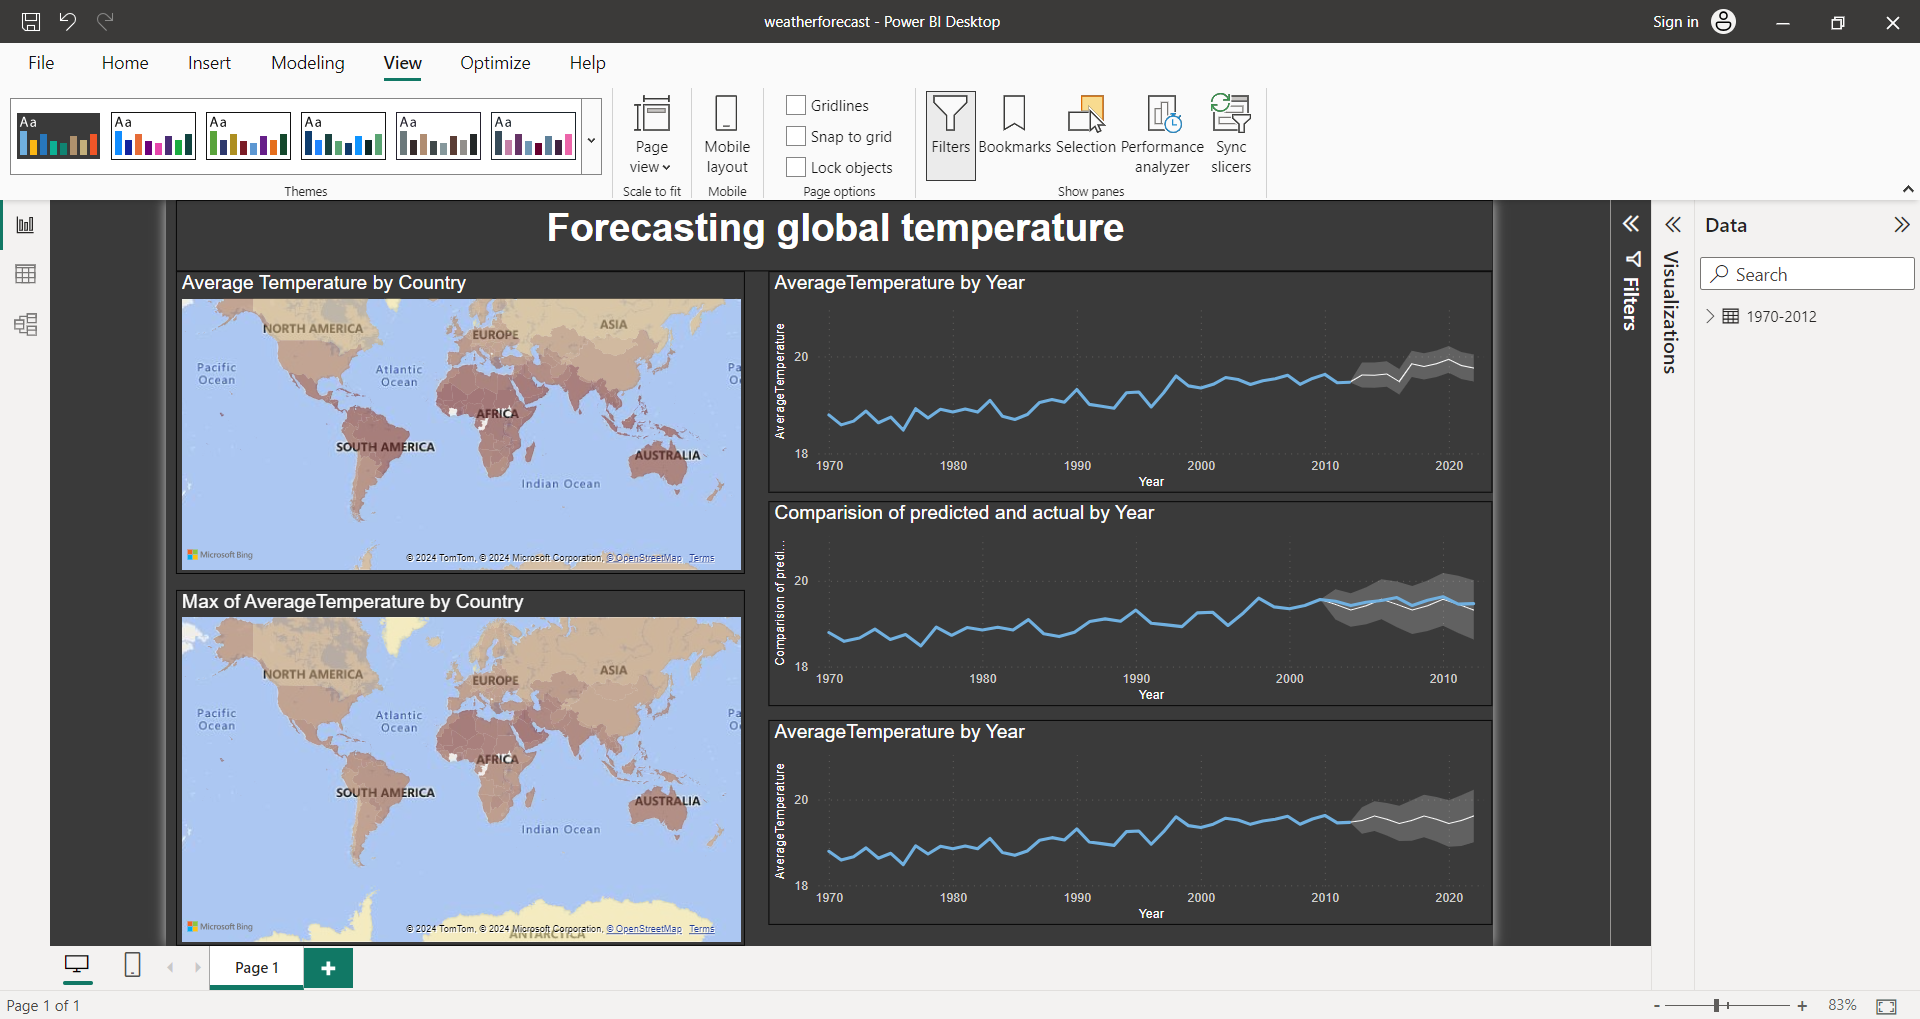 weatherforecast - Power BI Desktop
Sign in
File Home Insert Modeling View Optimize Help
Aa Aa Aa Aa Aa Aa
Themes
Page view
Scale to fit
Mobile layout
Mobile
Gridlines
Snap to grid
Lock objects
Page options
Filters
Bookmarks
Selection
Performance analyzer
Sync slicers
Show panes
Forecasting global temperature
Average Temperature by Country
NORTH AMERICA
EUROPE
ASIA
Pacific
Ocean
Atlantic
Ocean
Pa
O
AFRICA
SOUTH AMERICA
AUSTRALIA
Indian Ocean
Microsoft Bing
© 2024 TomTom, © 2024 Microsoft Corporation, © OpenStreetMap Terms
Max of AverageTemperature by Country
NORTH AMERICA
EUROPE
ASIA
Pacific
Ocean
Atlantic
Ocean
Pa
O
AFRICA
SOUTH AMERICA
AUSTRALIA
Indian Ocean
Microsoft Bing
© 2024 TomTom, © 2024 Microsoft Corporation, © OpenStreetMap Terms
ANTARCTICA
AverageTemperature by Year
AverageTemperature
20
18
1970 1980 1990 2000 2010 2020
Year
Comparision of predicted and actual by Year
Comparision of predi...
20
18
1970 1980 1990 2000 2010
Year
AverageTemperature by Year
AverageTemperature
20
18
1970 1980 1990 2000 2010 2020
Year
Filters
Visualizations
Data
Search
1970-2012
Page 1
Page 1 of 1
- + 83%